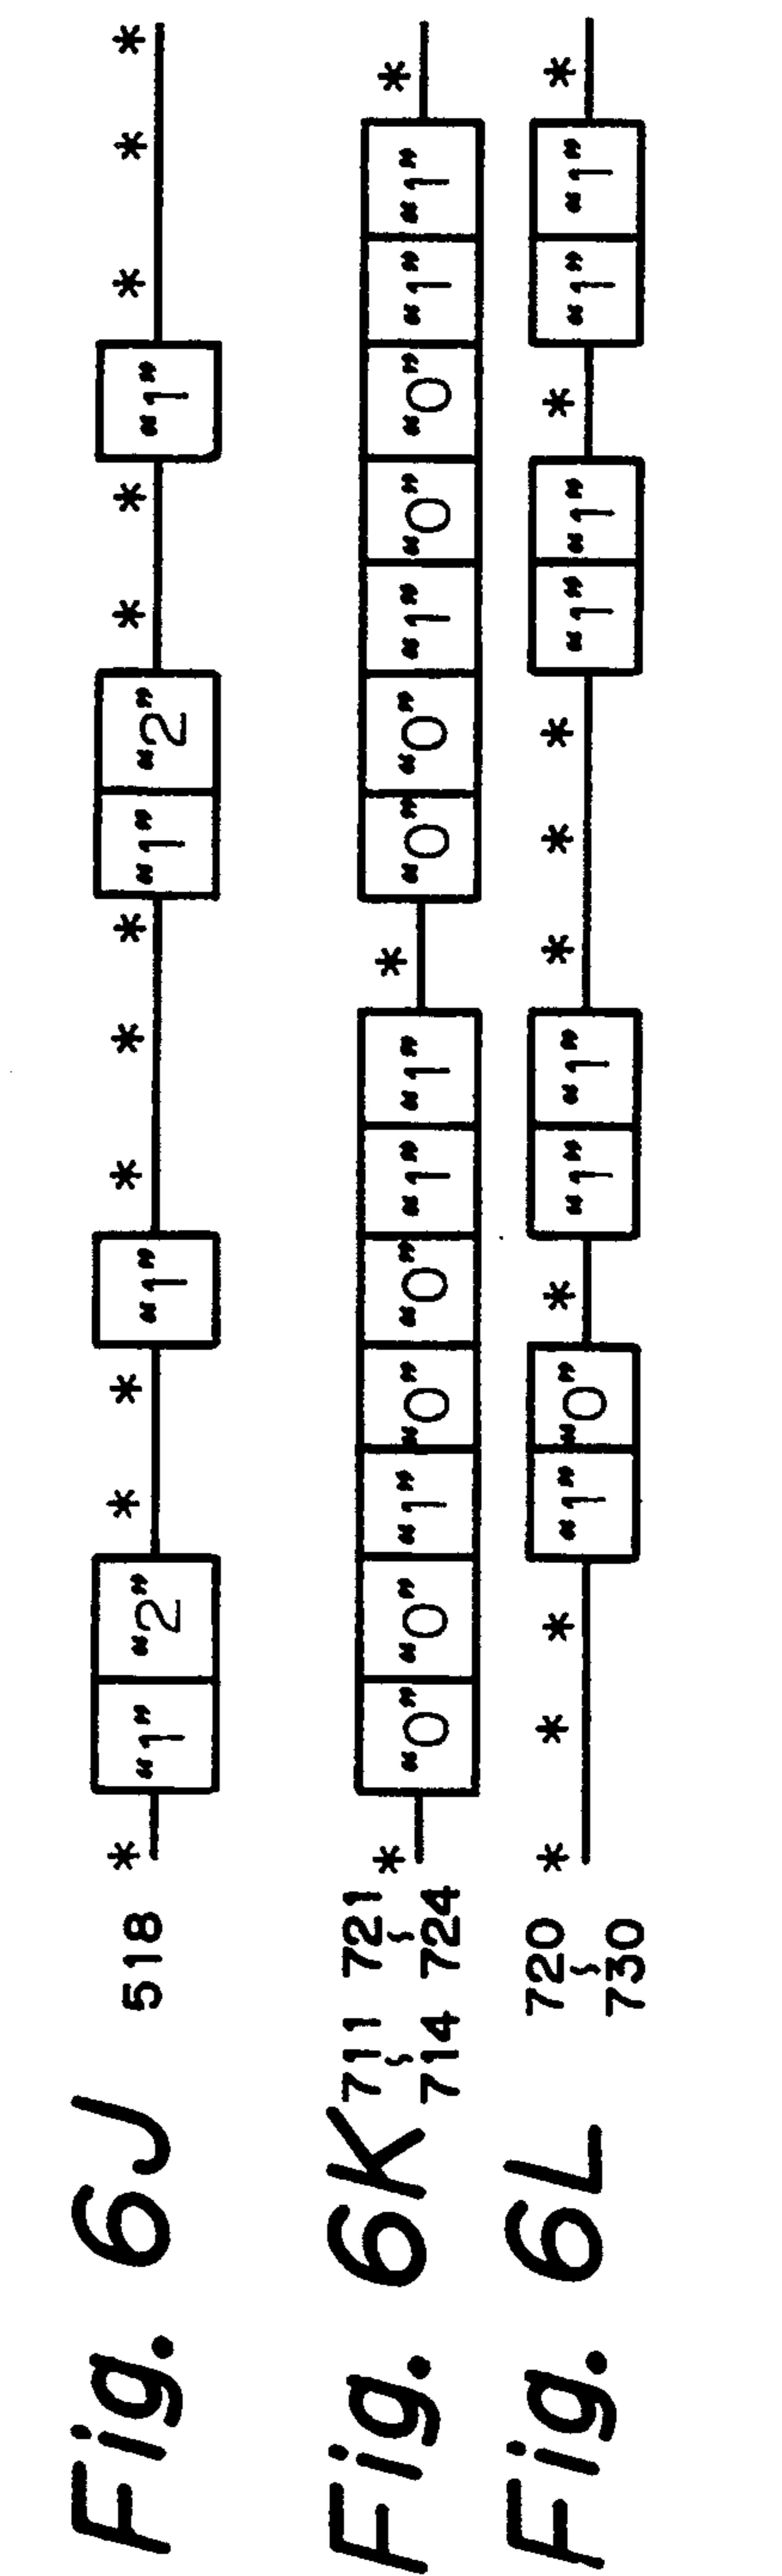 Fig. 6J 518 * “1” “2” * * “1” * * * “1” “2” * * “1” * * *
Fig. 6K 711 ~ 714 721 ~ 724 * “0” “0” “1” “0” “0” “1” “1” * “0” “0” “1” “0” “0” “1” “1” *
Fig. 6L 720 ~ 730 * * * “1” “0” * “1” “1” * * * “1” “1” * “1” “1” *